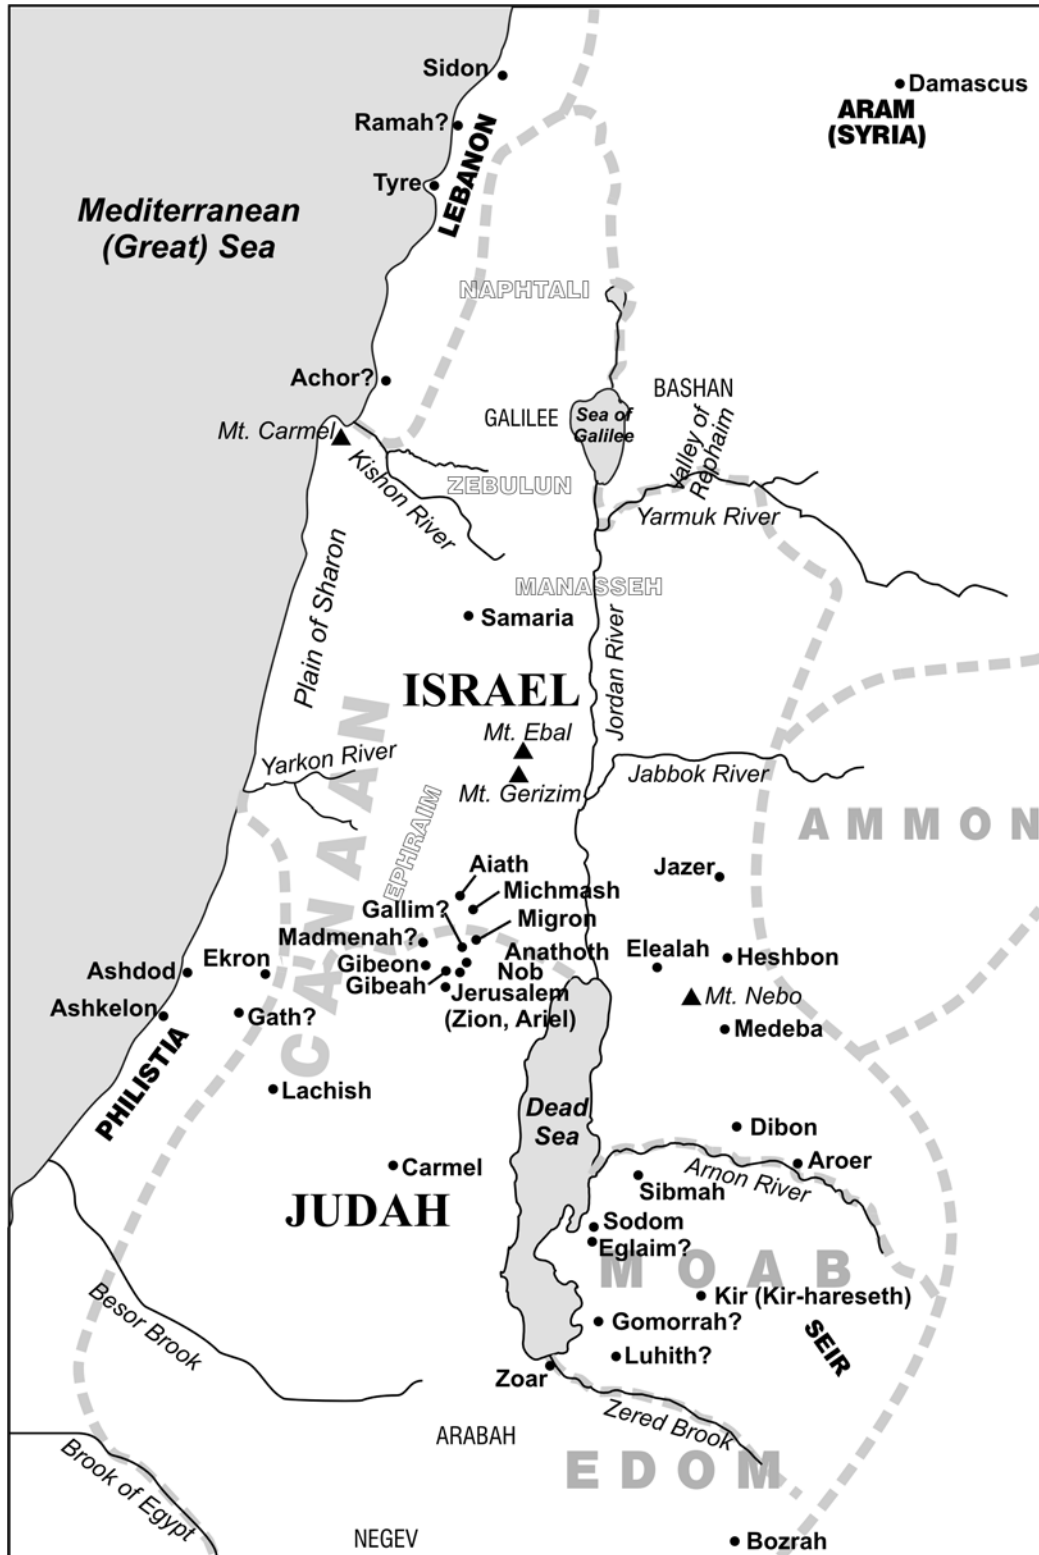 Sidon
Damascus
ARAM
(SYRIA)
Ramah?
LEBANON
Tyre
Mediterranean
(Great) Sea
NAPHTALI
Achor?
BASHAN
GALILEE
Sea of
Galilee
Valley of
Rephaim
Mt. Carmel
Kishon River
ZEBULUN
Yarmuk River
Plain of Sharon
MANASSEH
Samaria
Jordan River
ISRAEL
CANAAN
Mt. Ebal
Yarkon River
Jabbok River
Mt. Gerizim
EPHRAIM
AMMON
Aiath
Jazer
Michmash
Gallim?
Migron
Madmenah?
Anathoth
Elealah
Heshbon
Ekron
Gibeon
Nob
Ashdod
Gibeah
Jerusalem
(Zion, Ariel)
Mt. Nebo
Ashkelon
Gath?
Medeba
PHILISTIA
Lachish
Dead
Sea
Dibon
Carmel
Aroer
Arnon River
Sibmah
JUDAH
Sodom
Eglaim?
MOAB
Kir (Kir-hareseth)
Besor Brook
Gomorrah?
SEIR
Luhith?
Zoar
Zered Brook
ARABAH
EDOM
Brook of Egypt
NEGEV
Bozrah